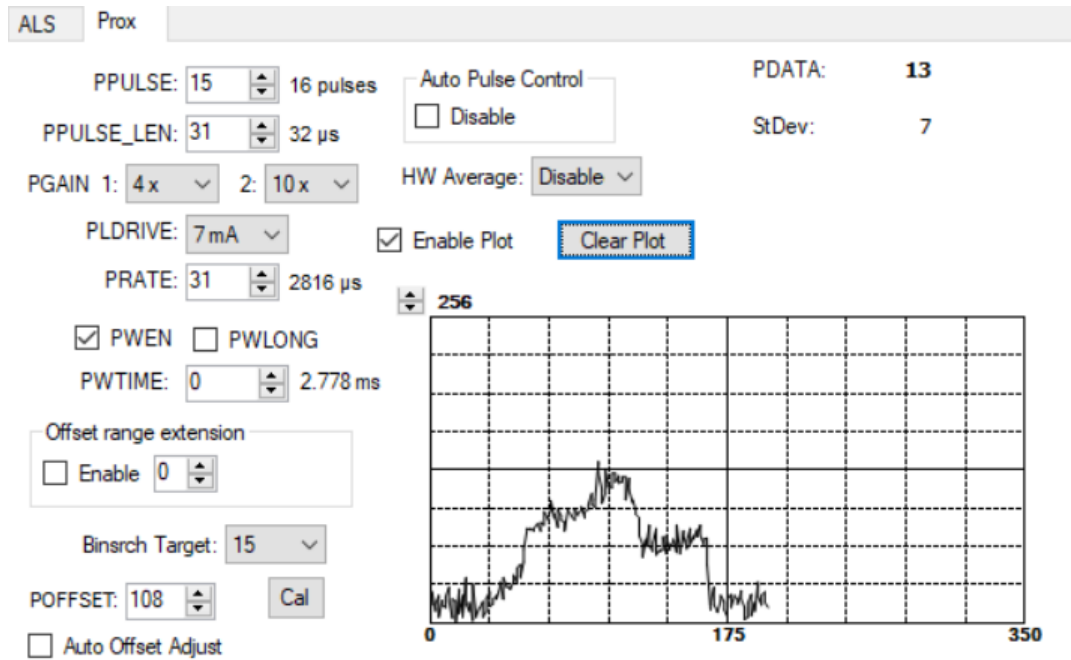 ALS Prox
PPULSE: 15 16 pulses
PPULSE_LEN: 31 32 µs
PGAIN 1: 4 x 2: 10 x
PLDRIVE: 7 mA
PRATE: 31 2816 µs
PWEN PWLONG
PWTIME: 0 2.778 ms
Offset range extension
Enable 0
Binsrch Target: 15
POFFSET: 108 Cal
Auto Offset Adjust
Auto Pulse Control
Disable
HW Average: Disable
Enable Plot Clear Plot
PDATA: 13
StDev: 7
256
0 175 350